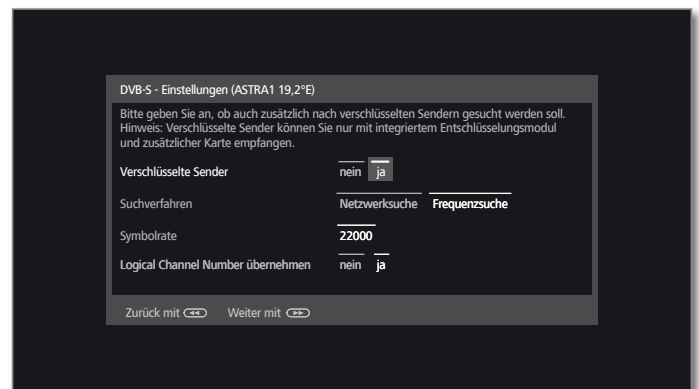 DVB-S - Einstellungen (ASTRA1 19,2°E)
Bitte geben Sie an, ob auch zusätzlich nach verschlüsselten Sendern gesucht werden soll.
Hinweis: Verschlüsselte Sender können Sie nur mit integriertem Entschlüsselungsmodul
und zusätzlicher Karte empfangen.
Verschlüsselte Sender nein ja
Suchverfahren Netzwerksuche Frequenzsuche
Symbolrate 22000
Logical Channel Number übernehmen nein ja
Zurück mit Weiter mit